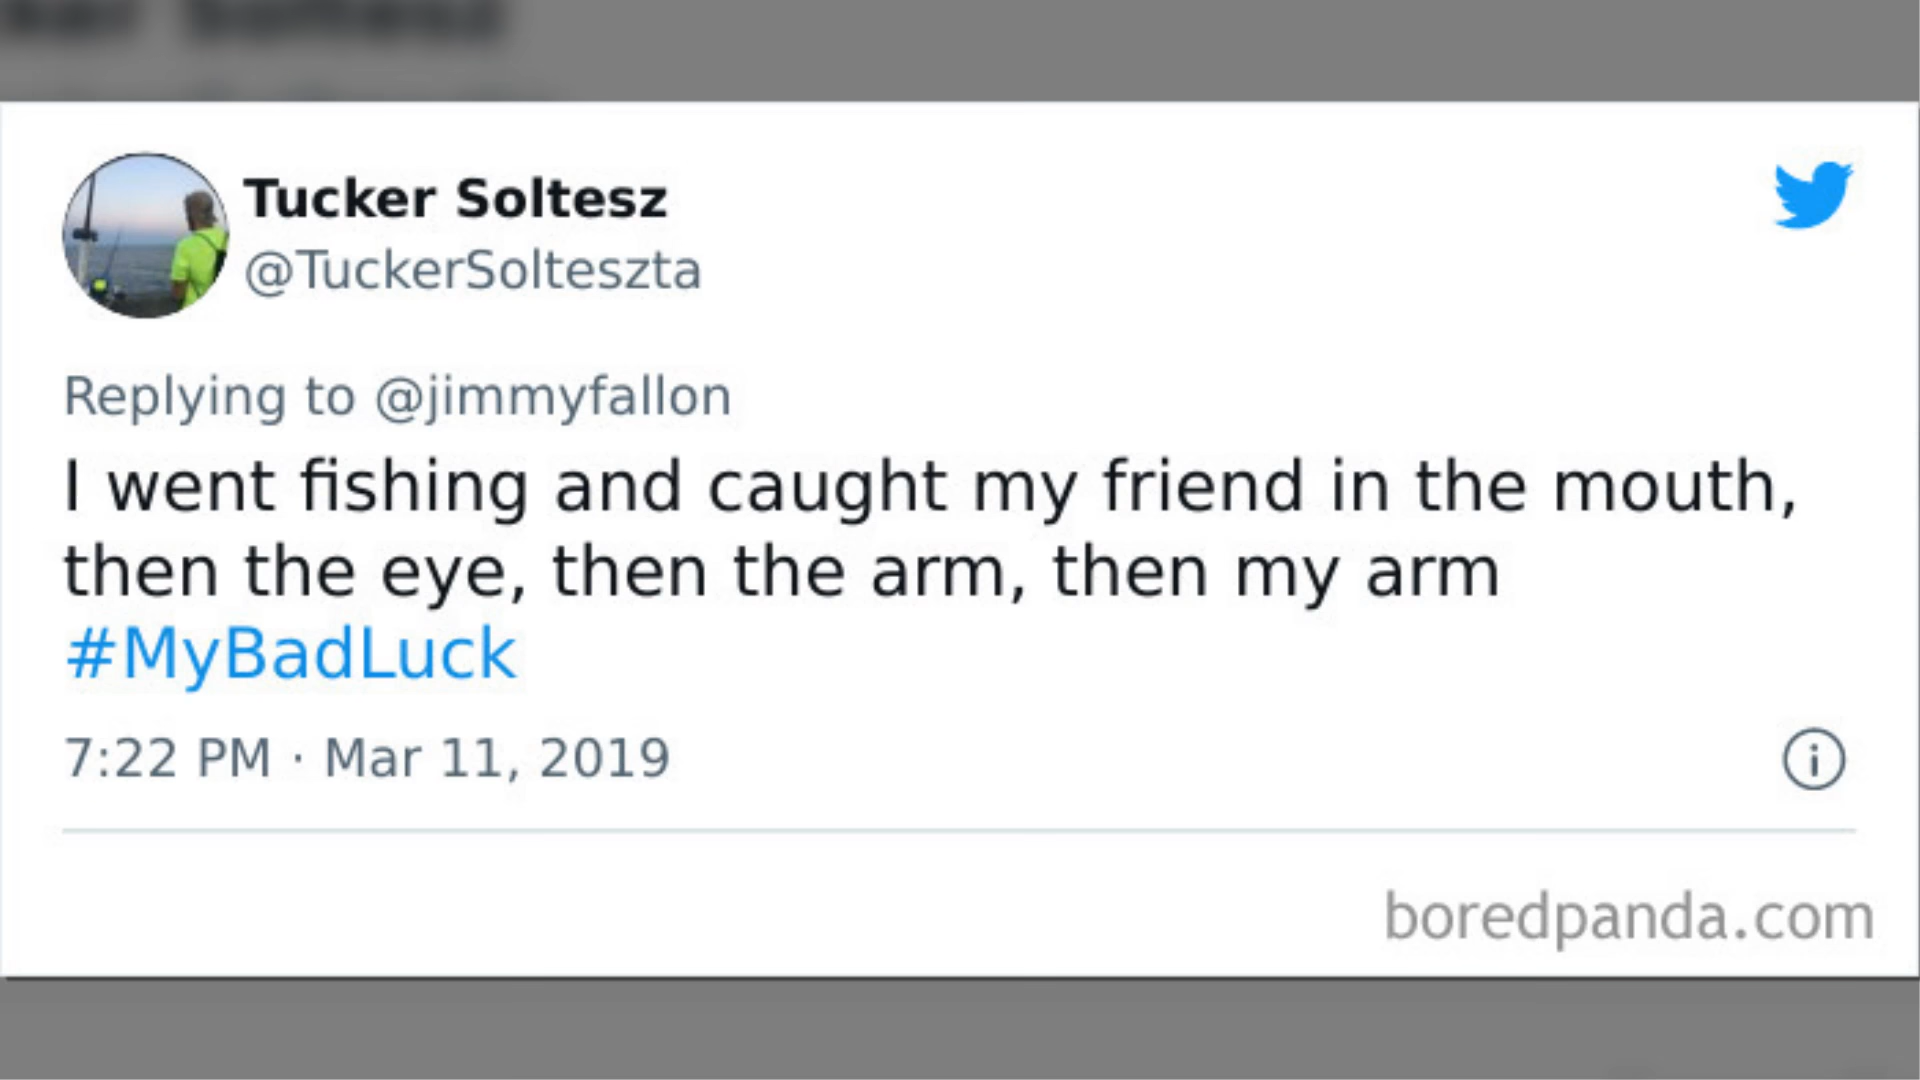 Tucker Soltesz
@TuckerSolteszta
Replying to @jimmyfallon
I went fishing and caught my friend in the mouth,
then the eye, then the arm, then my arm
#MyBadLuck
7:22 PM · Mar 11, 2019
boredpanda.com